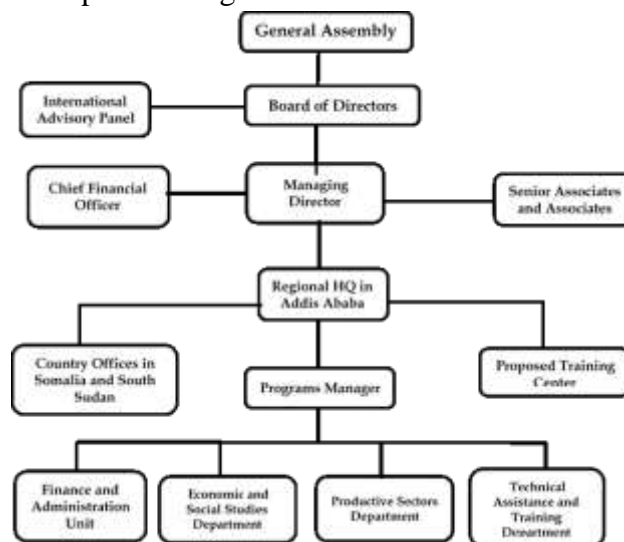 General Assembly
International
Advisory Panel
Board of Directors
Chief Financial
Officer
Managing
Director
Senior Associates
and Associates
Regional HQ in
Addis Ababa
Country Offices in
Somalia and South
Sudan
Programs Manager
Proposed Training
Center
Finance and
Administration
Unit
Economic and
Social Studies
Department
Productive Sectors
Department
Technical
Assistance and
Training
Department